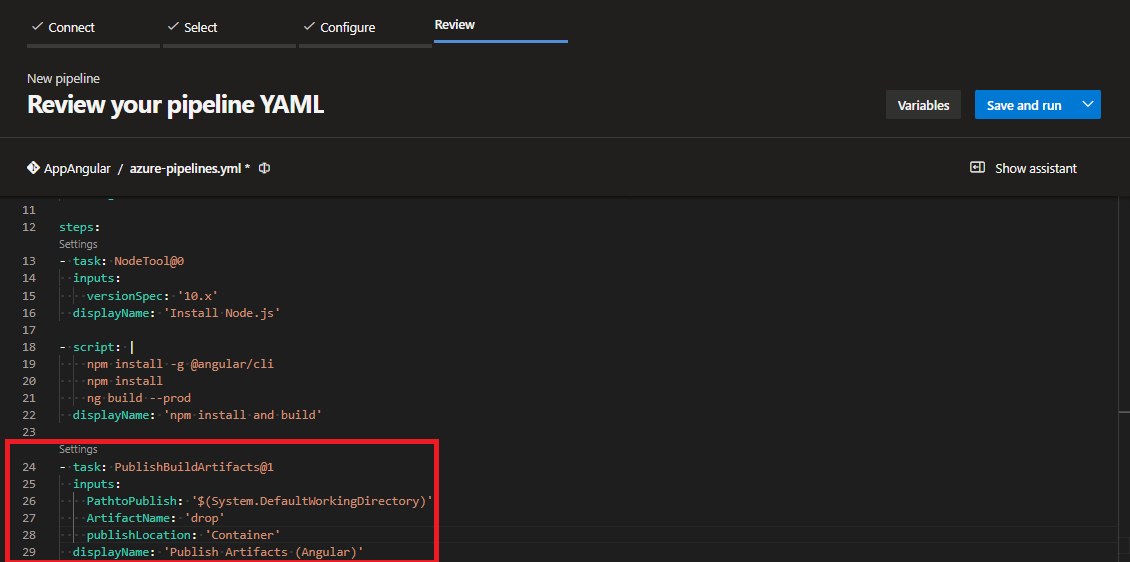 Connect Select Configure Review
New pipeline
Review your pipeline YAML
Variables Save and run
AppAngular / azure-pipelines.yml * Show assistant
11
12 steps:
Settings
13 - task: NodeTool@0
14 inputs:
15 versionSpec: '10.x'
16 displayName: 'Install Node.js'
17
18 - script: |
19 npm install -g @angular/cli
20 npm install
21 ng build --prod
22 displayName: 'npm install and build'
23
Settings
24 - task: PublishBuildArtifacts@1
25 inputs:
26 PathtoPublish: '$(System.DefaultWorkingDirectory)'
27 ArtifactName: 'drop'
28 publishLocation: 'Container'
29 displayName: 'Publish Artifacts (Angular)'